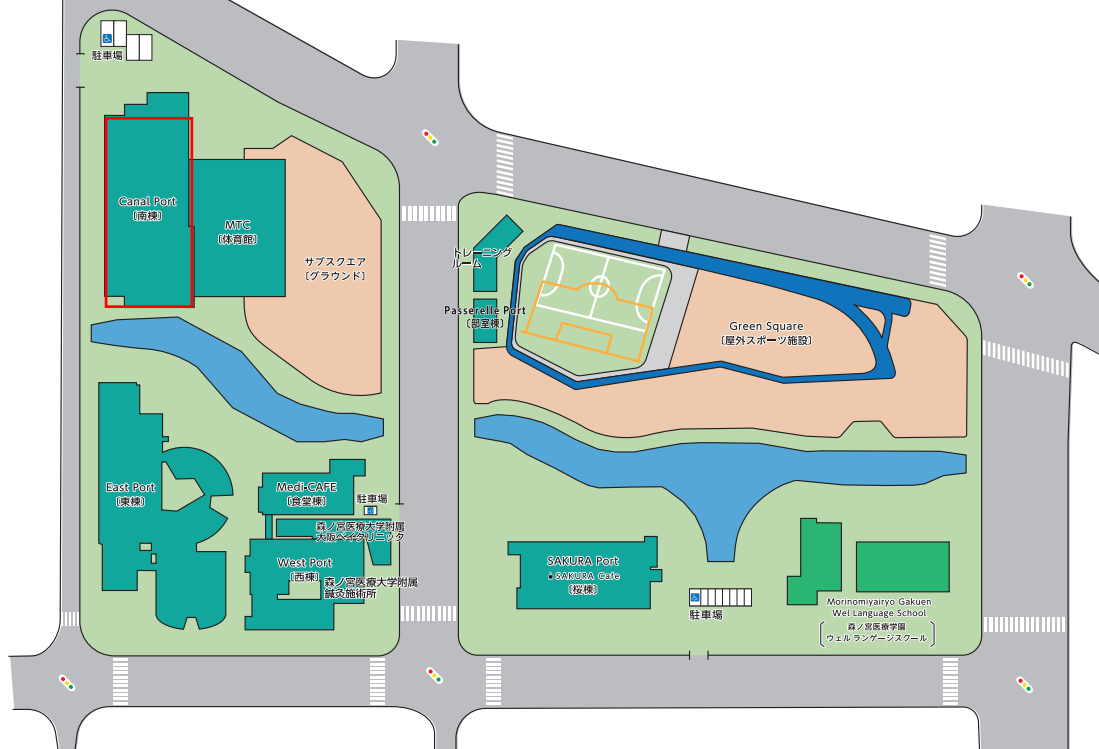 駐車場
Canal Port
〔南棟〕
MTC
〔体育館〕
サブスクエア
〔グラウンド〕
トレーニング
ルーム
Passerelle Port
〔部室棟〕
Green Square
〔屋外スポーツ施設〕
East Port
〔東棟〕
Medi-CAFE
〔食堂棟〕
駐車場
森ノ宮医療大学附属
大阪ベイクリニック
West Port
〔西棟〕
森ノ宮医療大学附属
鍼灸施術所
SAKURA Port
SAKURA Cafe
〔桜棟〕
駐車場
Morinomiyairyo Gakuen
Wel Language School
森ノ宮医療学園
ウェル ランゲージスクール